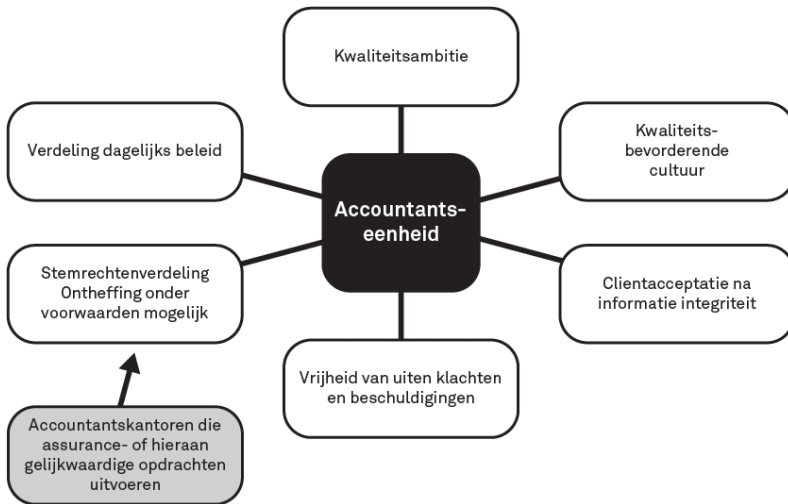 Kwaliteitsambitie
Verdeling dagelijks beleid
Kwaliteits-
bevorderende
cultuur
Accountants-
eenheid
Stemrechtenverdeling
Ontheffing onder
voorwaarden mogelijk
Clientacceptatie na
informatie integriteit
Vrijheid van uiten klachten
en beschuldigingen
Accountantskantoren die
assurance- of hieraan
gelijkwaardige opdrachten
uitvoeren